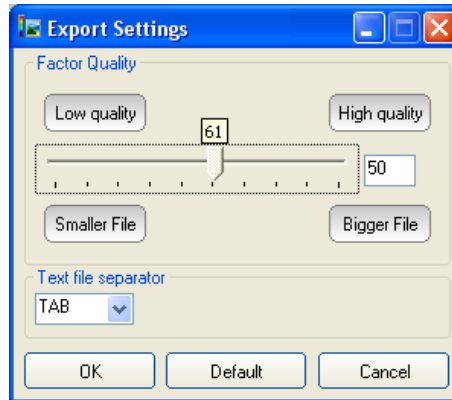 Export Settings
Factor Quality
Low quality
High quality
61
50
Smaller File
Bigger File
Text file separator
TAB
OK
Default
Cancel